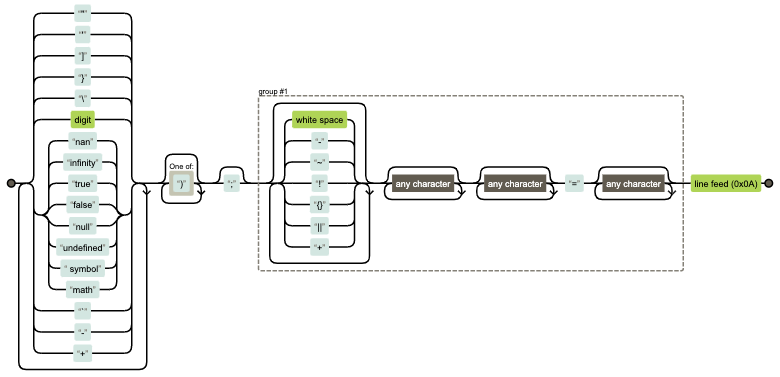 """
"'"
"]"
"}"
"\"
digit
"nan"
"infinity"
"true"
"false"
"null"
"undefined"
" symbol"
"math"
"-"
"+"
One of:
")"
";"
group #1
white space
"-"
"~"
"!"
"{}"
"||"
"+"
any character
any character
"="
any character
line feed (0x0A)